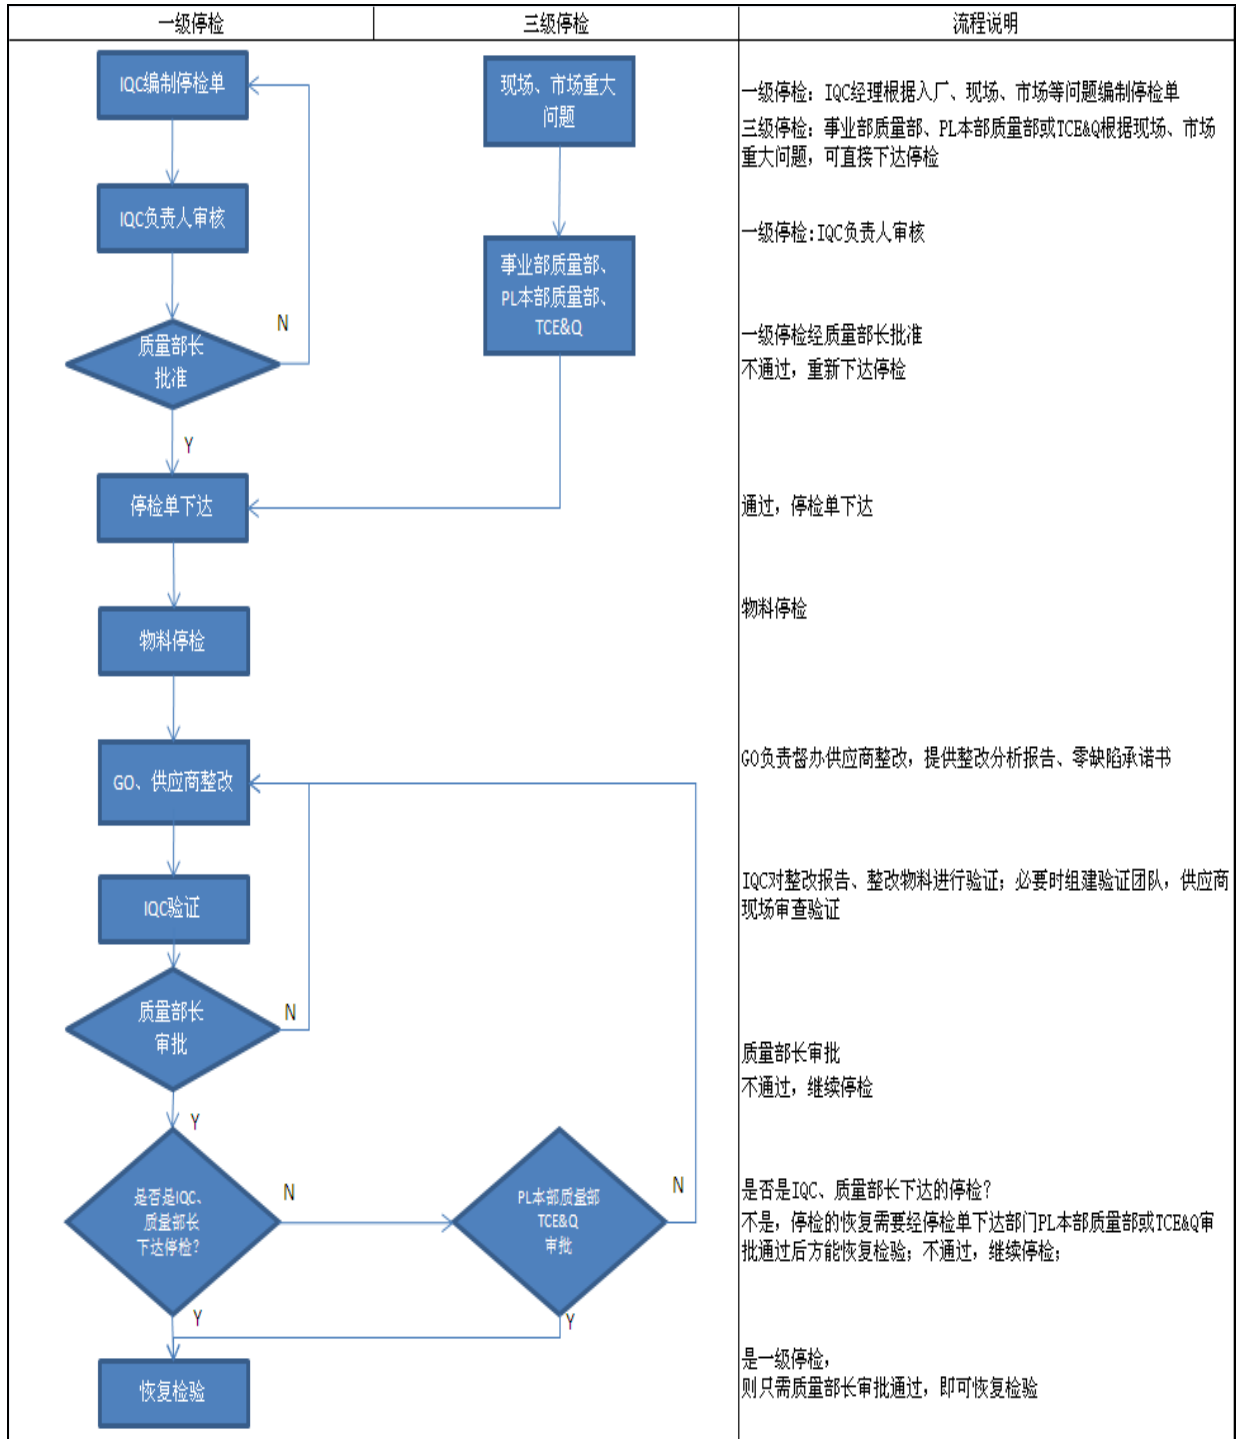 一级停检
三级停检
流程说明
IQC编制停检单
现场、市场重大
问题
一级停检：IQC经理根据入厂、现场、市场等问题编制停检单
三级停检：事业部质量部、PL本部质量部或TCE&Q根据现场、市场
重大问题，可直接下达停检
IQC负责人审核
一级停检:IQC负责人审核
事业部质量部、
PL本部质量部、
TCE&Q
质量部长
批准
N
一级停检经质量部长批准
不通过，重新下达停检
Y
停检单下达
通过，停检单下达
物料停检
物料停检
GO、供应商整改
GO负责督办供应商整改，提供整改分析报告、零缺陷承诺书
IQC验证
IQC对整改报告、整改物料进行验证；必要时组建验证团队，供应商
现场审查验证
质量部长
审批
N
质量部长审批
不通过，继续停检
Y
是否是IQC、
质量部长
下达停检？
N
PL本部质量部
TCE&Q
审批
N
是否是IQC、质量部长下达的停检？
不是，停检的恢复需要经停检单下达部门PL本部质量部或TCE&Q审
批通过后方能恢复检验；不通过，继续停检；
Y
Y
恢复检验
是一级停检，
则只需质量部长审批通过，即可恢复检验